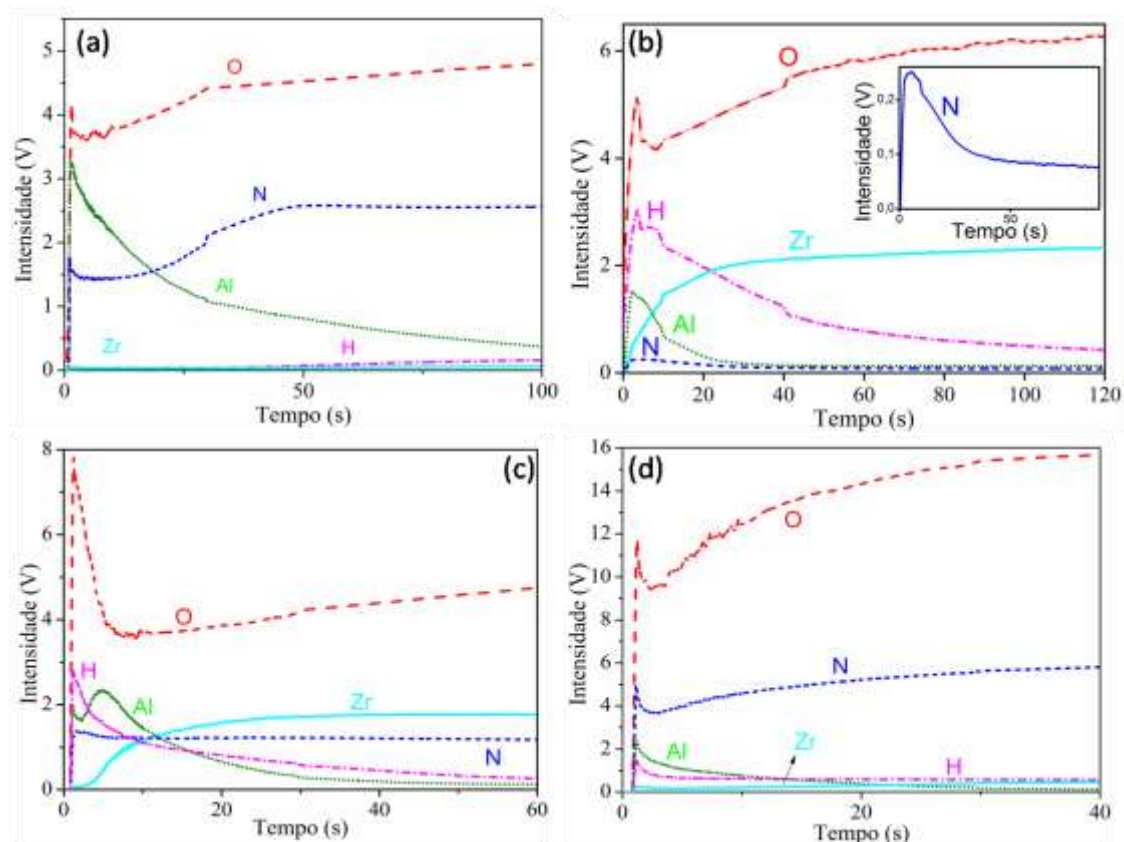 (a)
Intensidade (V)
5
4
3
2
1
0
O
N
Al
Zr
H
0
50
100
Tempo (s)
(b)
Intensidade (V)
6
4
2
0
O
H
Zr
Al
N
0
20
40
60
80
100
120
Tempo (s)
Intensidade (V)
0,2
0,1
0,0
N
0
50
Tempo (s)
(c)
Intensidade (V)
8
6
4
2
0
O
H
Al
Zr
N
0
20
40
60
Tempo (s)
(d)
Intensidade (V)
16
14
12
10
8
6
4
2
0
O
N
Al
Zr
H
0
20
40
Tempo (s)